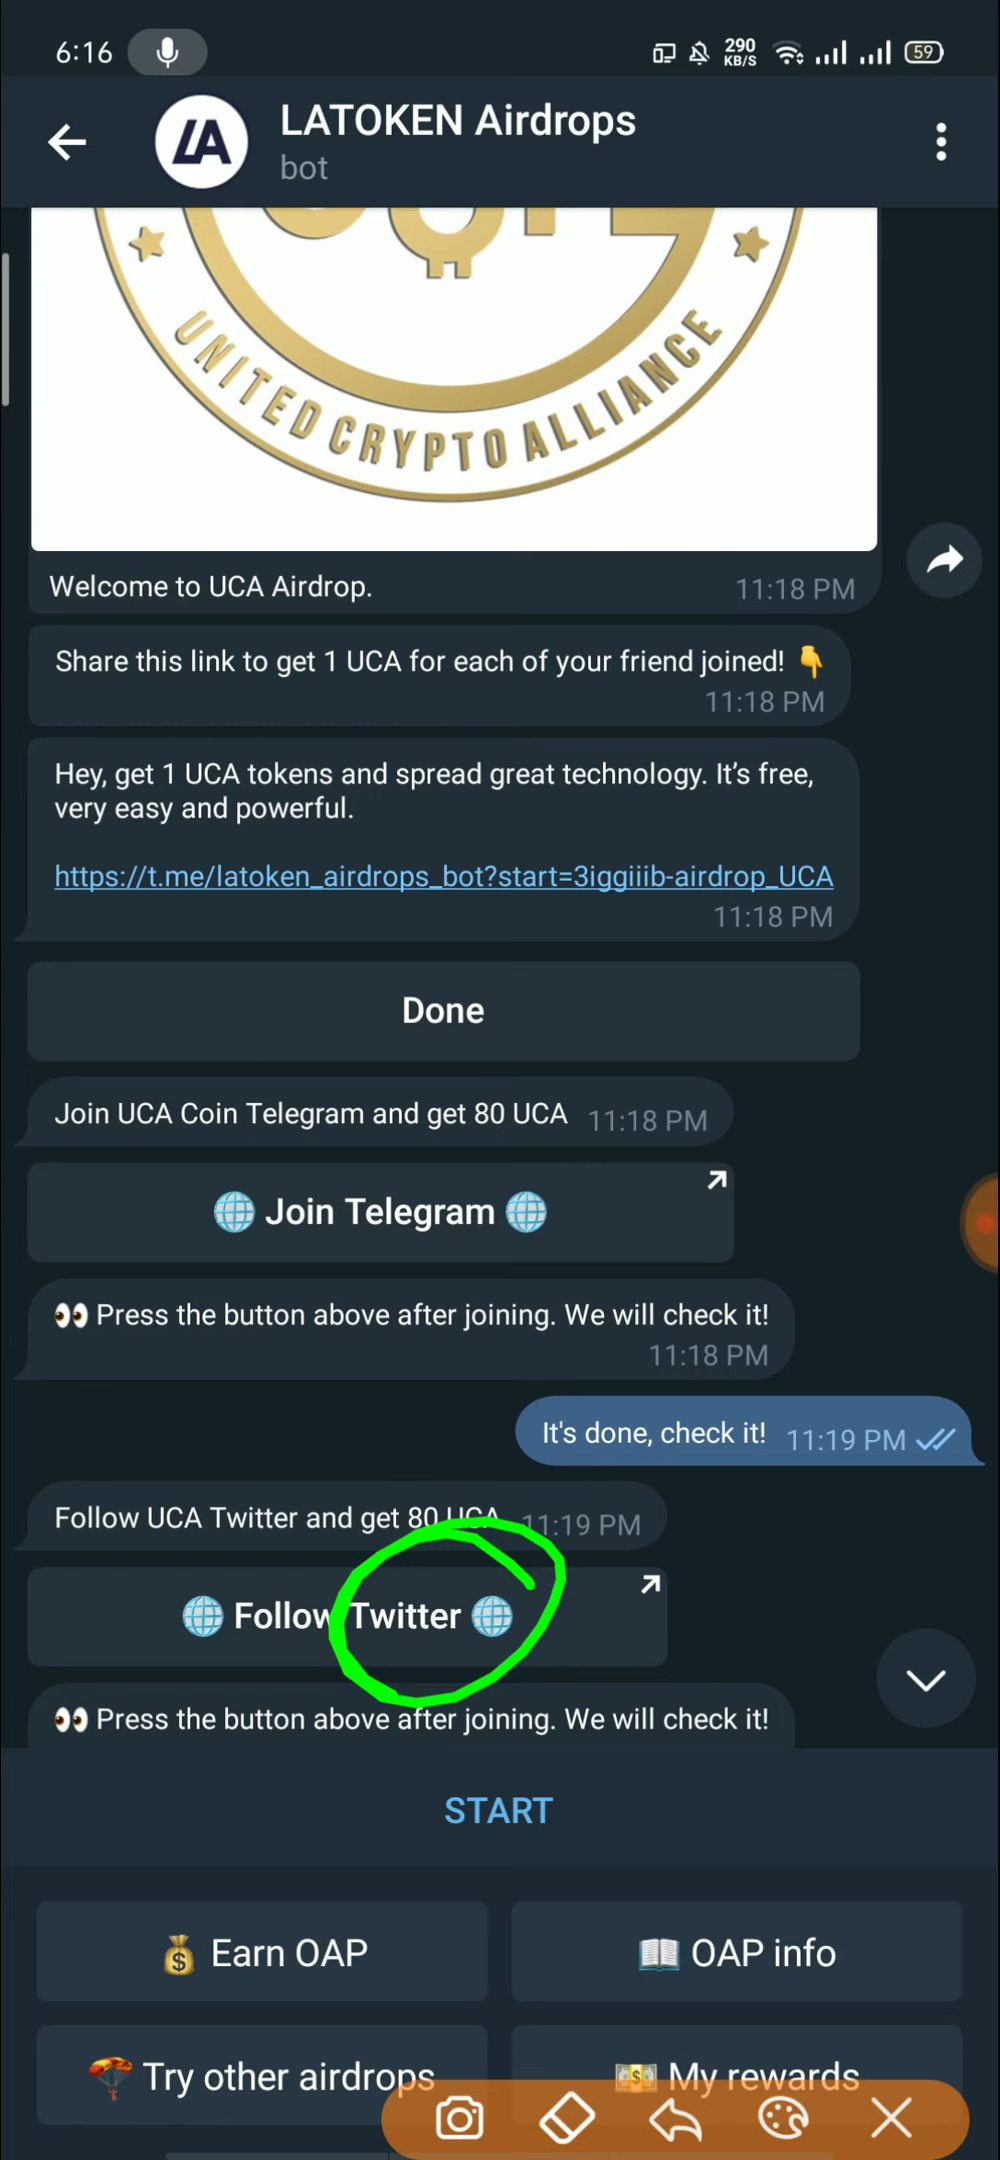 6:16
290
KB/S
59
LA
LATOKEN Airdrops
bot
UNITED CRYPTO ALLIANCE
Welcome to UCA Airdrop.
11:18 PM
Share this link to get 1 UCA for each of your friend joined! 👇
11:18 PM
Hey, get 1 UCA tokens and spread great technology. It’s free,
very easy and powerful.
https://t.me/latoken_airdrops_bot?start=3iggiiib-airdrop_UCA
11:18 PM
Done
Join UCA Coin Telegram and get 80 UCA 11:18 PM
🌐 Join Telegram 🌐
👀 Press the button above after joining. We will check it!
11:18 PM
It's done, check it! 11:19 PM
Follow UCA Twitter and get 80 UCA 11:19 PM
🌐 Follow Twitter 🌐
👀 Press the button above after joining. We will check it!
START
💰 Earn OAP
📖 OAP info
🪂 Try other airdrops
💵 My rewards